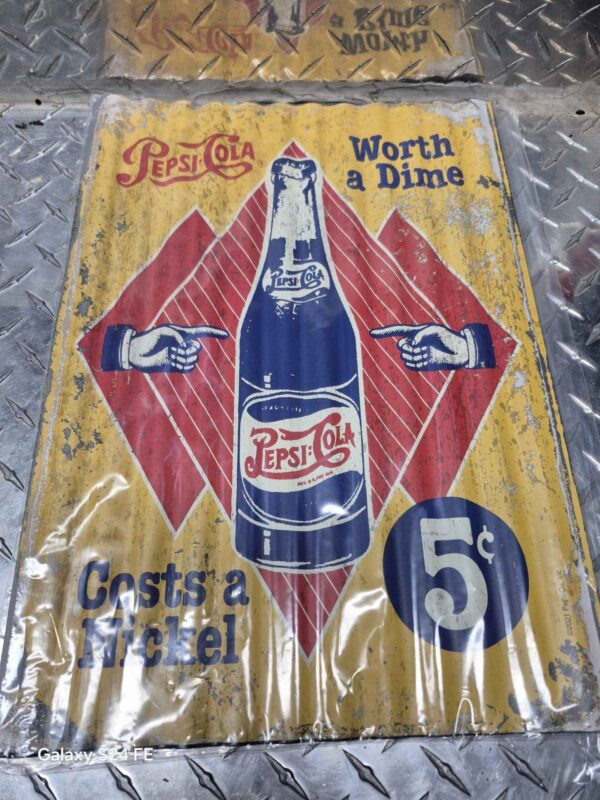 PEPSI-COLA
Worth
a Dime
PEPSI-COLA
PEPSI:COLA
5¢
Costs a
Nickel
Galaxy S24 FE